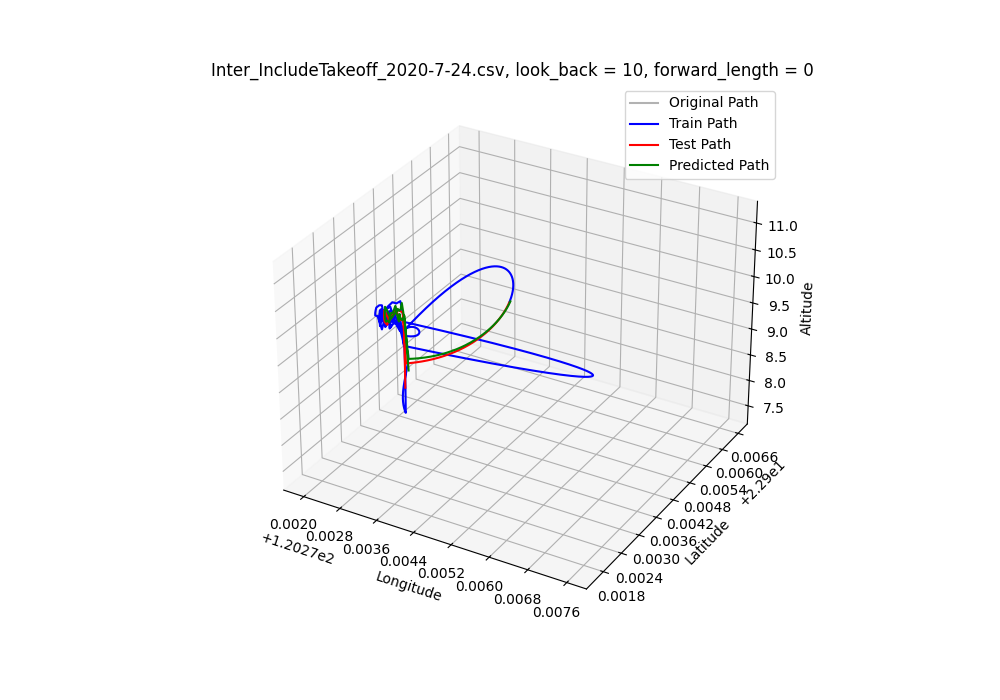 Inter_IncludeTakeoff_2020-7-24.csv, look_back = 10, forward_length = 0
Original Path
Train Path
Test Path
Predicted Path
11.0
10.5
10.0
9.5
9.0
8.5
8.0
7.5
Altitude
0.0066
0.0060
0.0054
0.0048
0.0042
0.0036
0.0030
0.0024
0.0018
+2.29e1
Latitude
0.0020
0.0028
0.0036
0.0044
0.0052
0.0060
0.0068
0.0076
+1.2027e2
Longitude